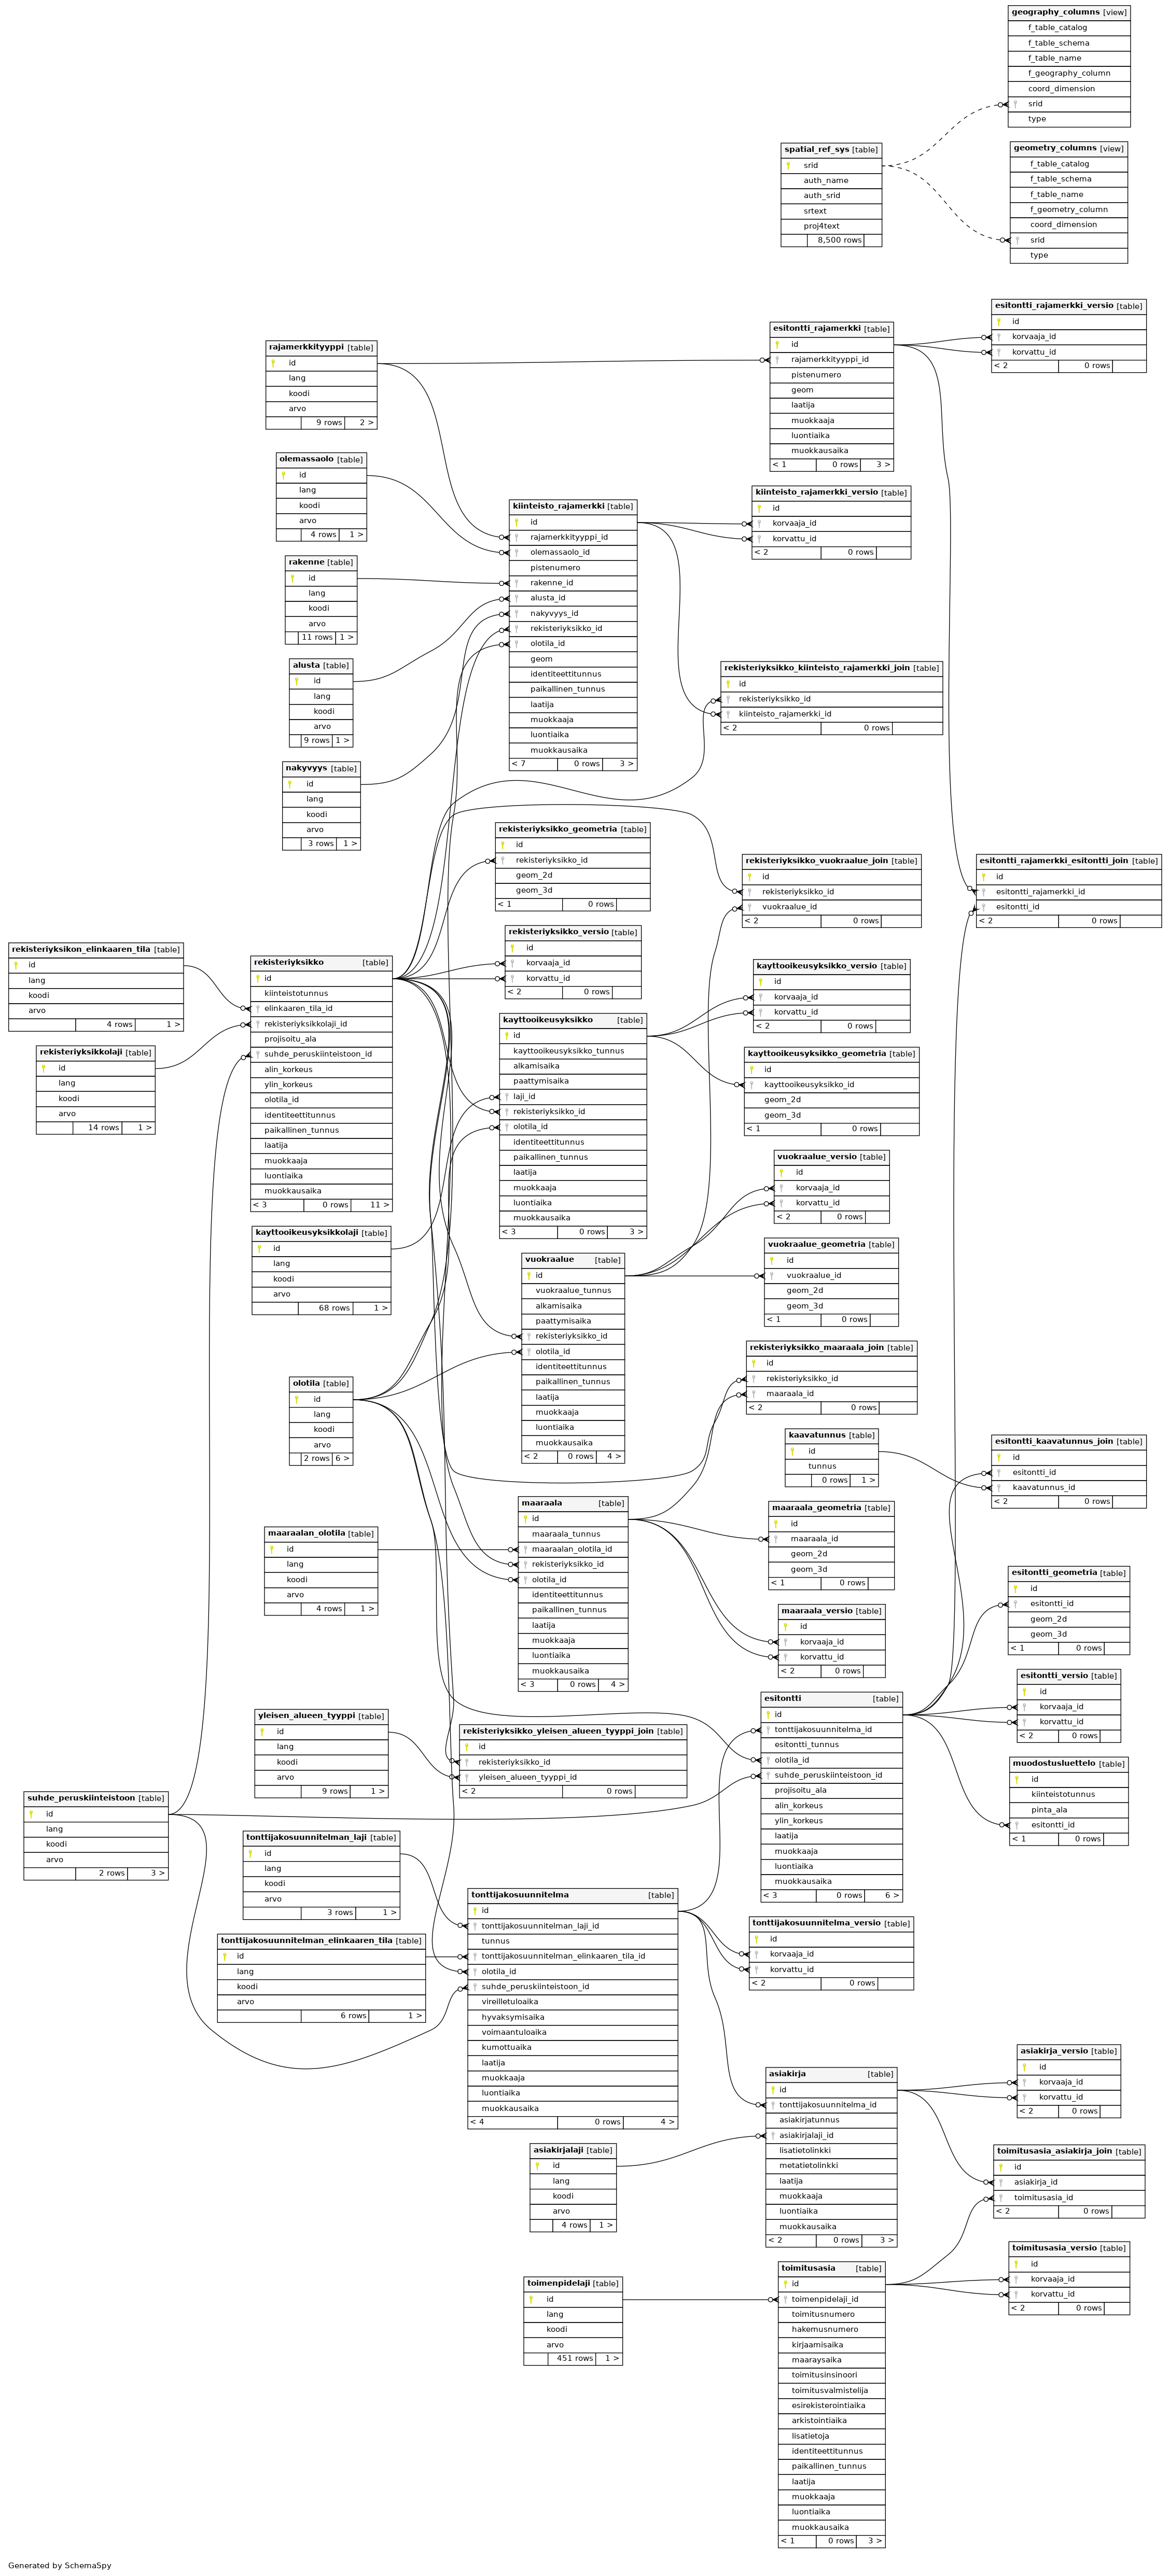 geography_columns [view]
f_table_catalog
f_table_schema
f_table_name
f_geography_column
coord_dimension
srid
type
geometry_columns [view]
f_table_catalog
f_table_schema
f_table_name
f_geometry_column
coord_dimension
srid
type
spatial_ref_sys [table]
srid
auth_name
auth_srid
srtext
proj4text
8,500 rows
esitontti_rajamerkki_versio [table]
id
korvaaja_id
korvattu_id
< 2 0 rows
esitontti_rajamerkki [table]
id
rajamerkkityyppi_id
pistenumero
geom
laatija
muokkaaja
luontiaika
muokkausaika
< 1 0 rows 3 >
rajamerkkityyppi [table]
id
lang
koodi
arvo
9 rows 2 >
olemassaolo [table]
id
lang
koodi
arvo
4 rows 1 >
rakenne [table]
id
lang
koodi
arvo
11 rows 1 >
alusta [table]
id
lang
koodi
arvo
9 rows 1 >
nakyvyys [table]
id
lang
koodi
arvo
3 rows 1 >
kiinteisto_rajamerkki [table]
id
rajamerkkityyppi_id
olemassaolo_id
pistenumero
rakenne_id
alusta_id
nakyvyys_id
rekisteriyksikko_id
olotila_id
geom
identiteettitunnus
paikallinen_tunnus
laatija
muokkaaja
luontiaika
muokkausaika
< 7 0 rows 3 >
kiinteisto_rajamerkki_versio [table]
id
korvaaja_id
korvattu_id
< 2 0 rows
rekisteriyksikko_kiinteisto_rajamerkki_join [table]
id
rekisteriyksikko_id
kiinteisto_rajamerkki_id
< 2 0 rows
rekisteriyksikko_geometria [table]
id
rekisteriyksikko_id
geom_2d
geom_3d
< 1 0 rows
rekisteriyksikko_vuokraalue_join [table]
id
rekisteriyksikko_id
vuokraalue_id
< 2 0 rows
esitontti_rajamerkki_esitontti_join [table]
id
esitontti_rajamerkki_id
esitontti_id
< 2 0 rows
rekisteriyksikko_versio [table]
id
korvaaja_id
korvattu_id
< 2 0 rows
rekisteriyksikon_elinkaaren_tila [table]
id
lang
koodi
arvo
4 rows 1 >
rekisteriyksikkolaji [table]
id
lang
koodi
arvo
14 rows 1 >
rekisteriyksikko [table]
id
kiinteistotunnus
elinkaaren_tila_id
rekisteriyksikkolaji_id
projisoitu_ala
suhde_peruskiinteistoon_id
alin_korkeus
ylin_korkeus
olotila_id
identiteettitunnus
paikallinen_tunnus
laatija
muokkaaja
luontiaika
muokkausaika
< 3 0 rows 11 >
kayttooikeusyksikko [table]
id
kayttooikeusyksikko_tunnus
alkamisaika
paattymisaika
laji_id
rekisteriyksikko_id
olotila_id
identiteettitunnus
paikallinen_tunnus
laatija
muokkaaja
luontiaika
muokkausaika
< 3 0 rows 3 >
kayttooikeusyksikko_versio [table]
id
korvaaja_id
korvattu_id
< 2 0 rows
kayttooikeusyksikko_geometria [table]
id
kayttooikeusyksikko_id
geom_2d
geom_3d
< 1 0 rows
vuokraalue_versio [table]
id
korvaaja_id
korvattu_id
< 2 0 rows
kayttooikeusyksikkolaji [table]
id
lang
koodi
arvo
68 rows 1 >
vuokraalue [table]
id
vuokraalue_tunnus
alkamisaika
paattymisaika
rekisteriyksikko_id
olotila_id
identiteettitunnus
paikallinen_tunnus
laatija
muokkaaja
luontiaika
muokkausaika
< 2 0 rows 4 >
vuokraalue_geometria [table]
id
vuokraalue_id
geom_2d
geom_3d
< 1 0 rows
rekisteriyksikko_maaraala_join [table]
id
rekisteriyksikko_id
maaraala_id
< 2 0 rows
olotila [table]
id
lang
koodi
arvo
2 rows 6 >
kaavatunnus [table]
id
tunnus
0 rows 1 >
esitontti_kaavatunnus_join [table]
id
esitontti_id
kaavatunnus_id
< 2 0 rows
maaraala [table]
id
maaraala_tunnus
maaraalan_olotila_id
rekisteriyksikko_id
olotila_id
identiteettitunnus
paikallinen_tunnus
laatija
muokkaaja
luontiaika
muokkausaika
< 3 0 rows 4 >
maaraala_geometria [table]
id
maaraala_id
geom_2d
geom_3d
< 1 0 rows
maaraalan_olotila [table]
id
lang
koodi
arvo
4 rows 1 >
maaraala_versio [table]
id
korvaaja_id
korvattu_id
< 2 0 rows
esitontti_geometria [table]
id
esitontti_id
geom_2d
geom_3d
< 1 0 rows
esitontti_versio [table]
id
korvaaja_id
korvattu_id
< 2 0 rows
esitontti [table]
id
tonttijakosuunnitelma_id
esitontti_tunnus
olotila_id
suhde_peruskiinteistoon_id
projisoitu_ala
alin_korkeus
ylin_korkeus
laatija
muokkaaja
luontiaika
muokkausaika
< 3 0 rows 6 >
yleisen_alueen_tyyppi [table]
id
lang
koodi
arvo
9 rows 1 >
rekisteriyksikko_yleisen_alueen_tyyppi_join [table]
id
rekisteriyksikko_id
yleisen_alueen_tyyppi_id
< 2 0 rows
muodostusluettelo [table]
id
kiinteistotunnus
pinta_ala
esitontti_id
< 1 0 rows
suhde_peruskiinteistoon [table]
id
lang
koodi
arvo
2 rows 3 >
tonttijakosuunnitelman_laji [table]
id
lang
koodi
arvo
3 rows 1 >
tonttijakosuunnitelman_elinkaaren_tila [table]
id
lang
koodi
arvo
6 rows 1 >
tonttijakosuunnitelma [table]
id
tonttijakosuunnitelman_laji_id
tunnus
tonttijakosuunnitelman_elinkaaren_tila_id
olotila_id
suhde_peruskiinteistoon_id
vireilletuloaika
hyvaksymisaika
voimaantuloaika
kumottuaika
laatija
muokkaaja
luontiaika
muokkausaika
< 4 0 rows 4 >
tonttijakosuunnitelma_versio [table]
id
korvaaja_id
korvattu_id
< 2 0 rows
asiakirja [table]
id
tonttijakosuunnitelma_id
asiakirjatunnus
asiakirjalaji_id
lisatietolinkki
metatietolinkki
laatija
muokkaaja
luontiaika
muokkausaika
< 2 0 rows 3 >
asiakirja_versio [table]
id
korvaaja_id
korvattu_id
< 2 0 rows
asiakirjalaji [table]
id
lang
koodi
arvo
4 rows 1 >
toimitusasia_asiakirja_join [table]
id
asiakirja_id
toimitusasia_id
< 2 0 rows
toimitusasia_versio [table]
id
korvaaja_id
korvattu_id
< 2 0 rows
toimenpidelaji [table]
id
lang
koodi
arvo
451 rows 1 >
toimitusasia [table]
id
toimenpidelaji_id
toimitusnumero
hakemusnumero
kirjaamisaika
maaraysaika
toimitusinsinoori
toimitusvalmistelija
esirekisterointiaika
arkistointiaika
lisatietoja
identiteettitunnus
paikallinen_tunnus
laatija
muokkaaja
luontiaika
muokkausaika
< 1 0 rows 3 >
Generated by SchemaSpy